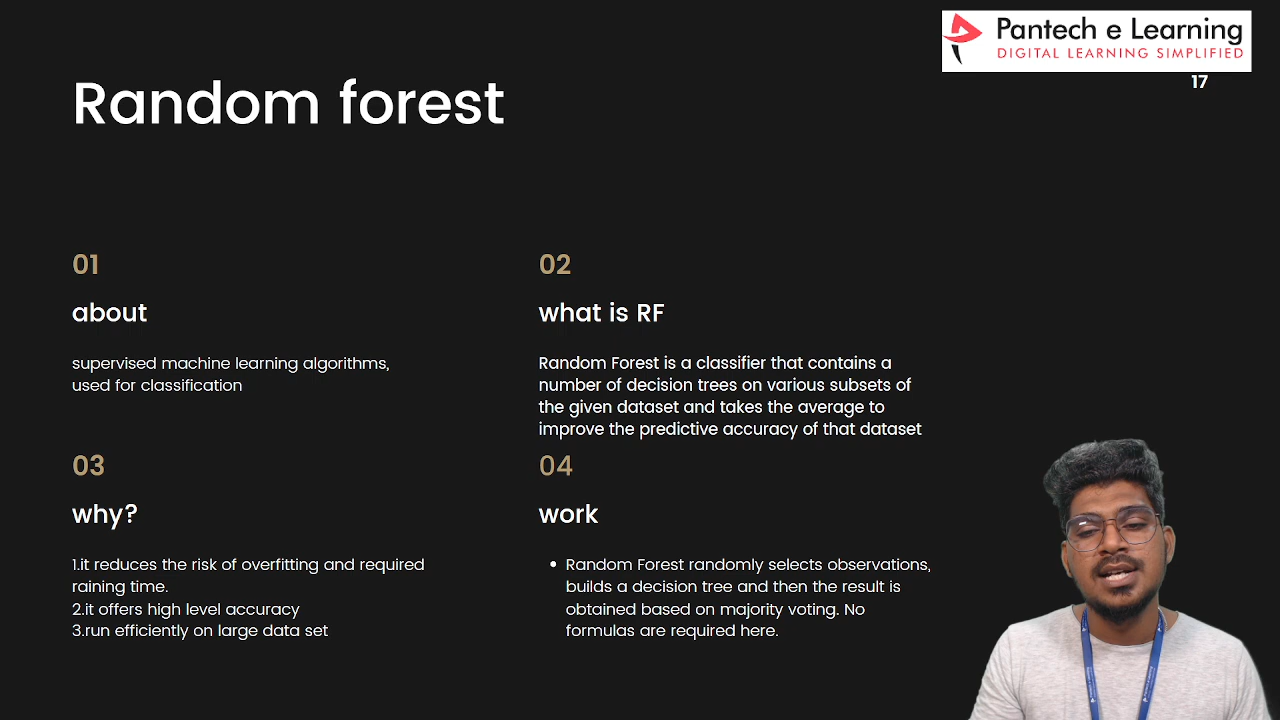 Pantech e Learning
DIGITAL LEARNING SIMPLIFIED
17
Random forest
01
about
supervised machine learning algorithms,
used for classification
02
what is RF
Random Forest is a classifier that contains a
number of decision trees on various subsets of
the given dataset and takes the average to
improve the predictive accuracy of that dataset
03
why?
1.it reduces the risk of overfitting and required
raining time.
2.it offers high level accuracy
3.run efficiently on large data set
04
work
• Random Forest randomly selects observations,
builds a decision tree and then the result is
obtained based on majority voting. No
formulas are required here.